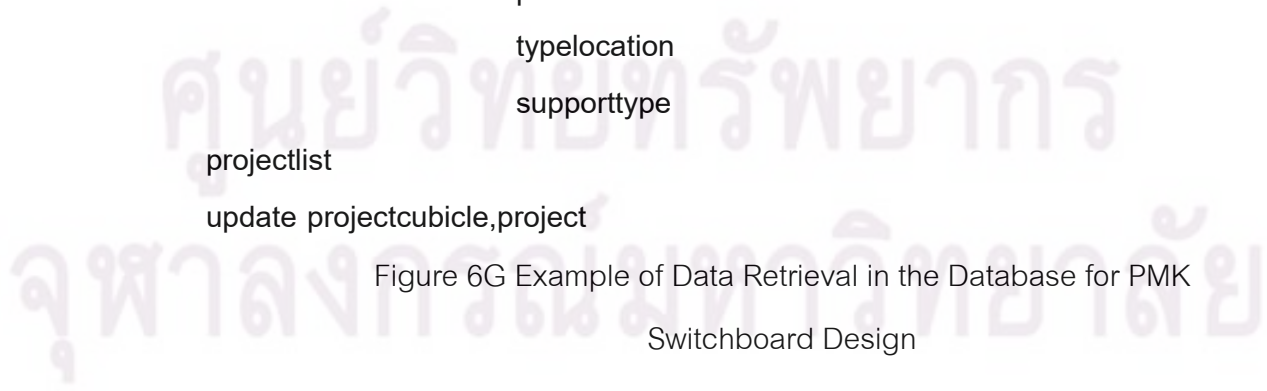 typelocation
ศูนย์วิทยทรัพยากร
supporttype
projectlist
update projectcubicle,project
จุฬาลงกรณ์มหาวิทยาลัย
Figure 6G Example of Data Retrieval in the Database for PMK
Switchboard Design